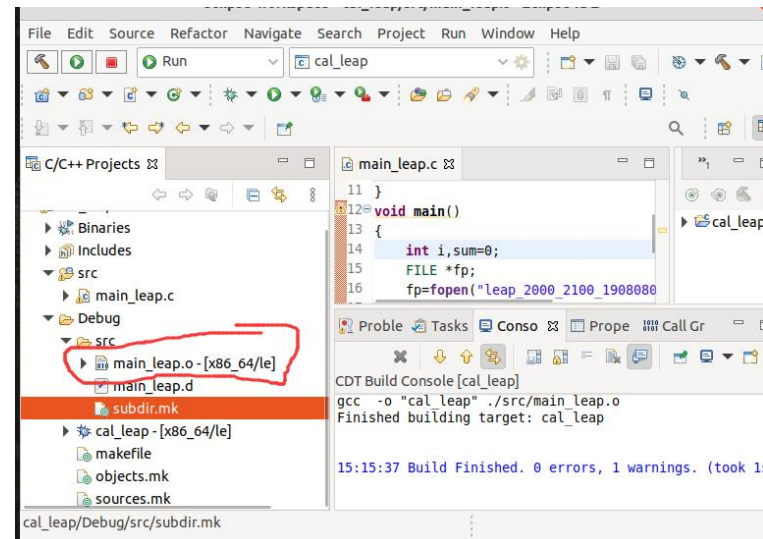 File Edit Source Refactor Navigate Search Project Run Window Help
Run
cal_leap
C/C++ Projects
Binaries
Includes
src
main_leap.c
Debug
src
main_leap.o - [x86_64/le]
main_leap.d
subdir.mk
cal_leap - [x86_64/le]
makefile
objects.mk
sources.mk
main_leap.c
11 }
12 void main()
13 {
14 int i,sum=0;
15 FILE *fp;
16 fp=fopen("leap_2000_2100_1908080
1
cal_leap
Proble Tasks Conso Prope Call Gr
CDT Build Console [cal_leap]
gcc -o "cal_leap" ./src/main_leap.o
Finished building target: cal_leap
15:15:37 Build Finished. 0 errors, 1 warnings. (took 1
cal_leap/Debug/src/subdir.mk